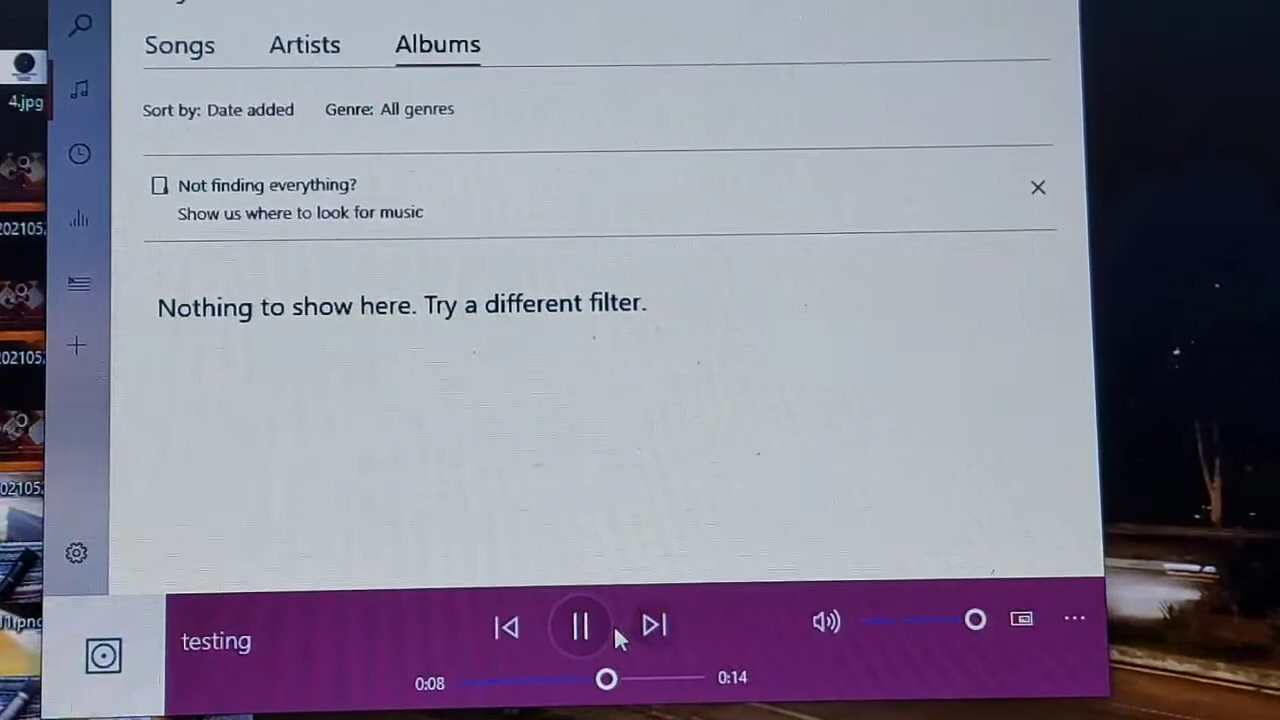 Songs Artists Albums
4.jpg
Sort by: Date added Genre: All genres
Not finding everything?
Show us where to look for music
Nothing to show here. Try a different filter.
testing
0:08 0:14